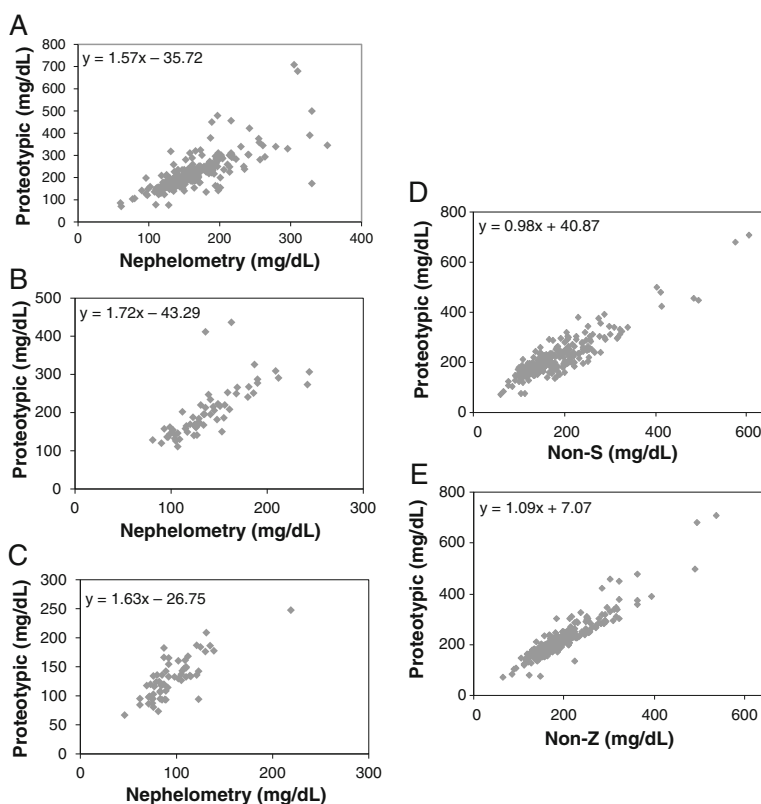 A
Proteotypic (mg/dL)
y = 1.57x – 35.72
800
700
600
500
400
300
200
100
0
0 100 200 300 400
Nephelometry (mg/dL)
B
Proteotypic (mg/dL)
y = 1.72x – 43.29
500
400
300
200
100
0
0 100 200 300
Nephelometry (mg/dL)
C
Proteotypic (mg/dL)
y = 1.63x – 26.75
300
250
200
150
100
50
0
0 100 200 300
Nephelometry (mg/dL)
D
Proteotypic (mg/dL)
y = 0.98x + 40.87
800
600
400
200
0
0 200 400 600
Non-S (mg/dL)
E
Proteotypic (mg/dL)
y = 1.09x + 7.07
800
600
400
200
0
0 200 400 600
Non-Z (mg/dL)